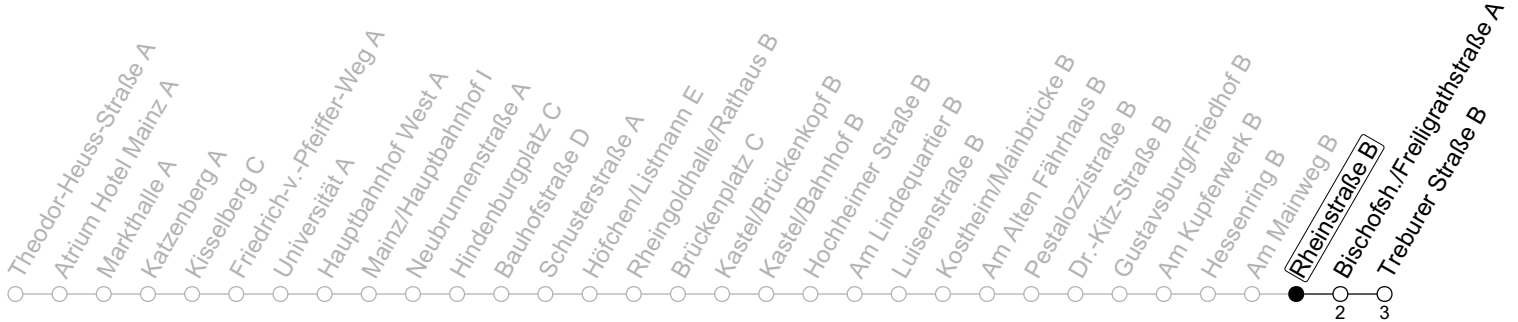 Theodor-Heuss-Straße A
Atrium Hotel Mainz A
Markthalle A
Katzenberg A
Kisselberg C
Friedrich-v.-Pfeiffer-Weg A
Universität A
Hauptbahnhof West A
Mainz/Hauptbahnhof I
Neubrunnenstraße A
Hindenburgplatz C
Bauhofstraße D
Schusterstraße A
Höfchen/Listmann E
Rheingoldhalle/Rathaus B
Brückenplatz C
Kastel/Brückenkopf B
Kastel/Bahnhof B
Hochheimer Straße B
Am Lindequartier B
Luisenstraße B
Kostheim/Mainbrücke B
Am Alten Fährhaus B
Pestalozzistraße B
Dr.-Kitz-Straße B
Gustavsburg/Friedhof B
Am Kupferwerk B
Hessenring B
Am Mainweg B
Rheinstraße B
Bischofsh./Freiligrathstraße A
Treburer Straße B
2
3